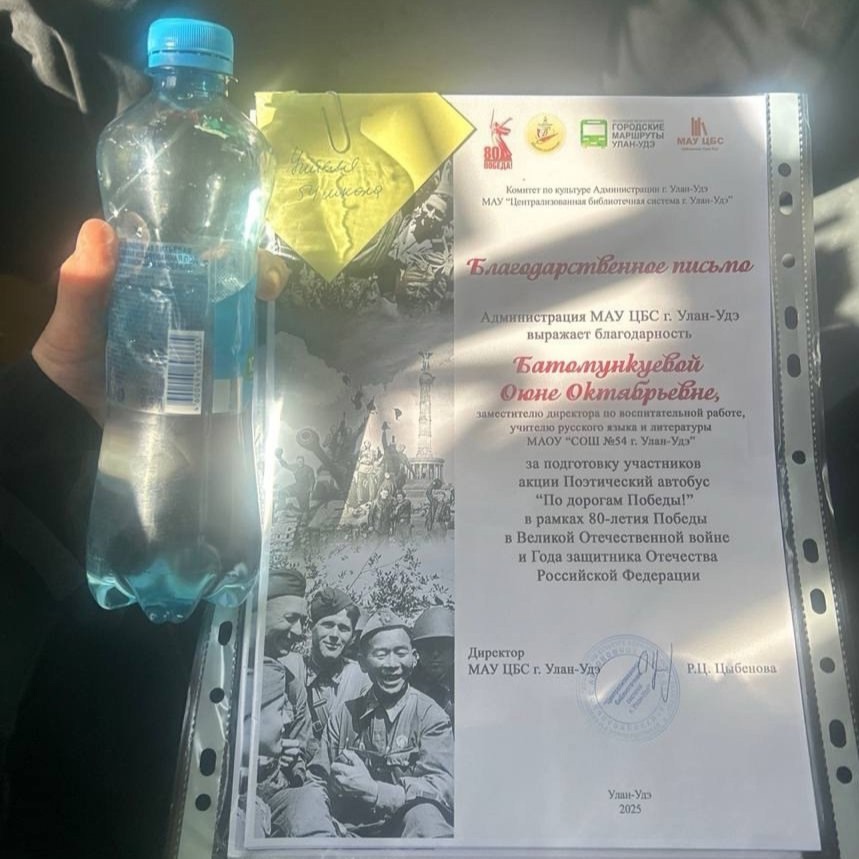 80
ПОБЕДА!
ГОРОДСКИЕ
МАРШРУТЫ
УЛАН-УДЭ
МАУ ЦБС
54 школа
Комитет по культуре Администрации г. Улан-Удэ
МАУ "Централизованная библиотечная система г. Улан-Удэ"
Благодарственное письмо
Администрация МАУ ЦБС г. Улан-Удэ
выражает благодарность
Батомункуевой
Оюне Октябрьевне,
заместителю директора по воспитательной работе,
учителю русского языка и литературы
МАОУ "СОШ №54 г. Улан-Удэ"
за подготовку участников
акции Поэтический автобус
"По дорогам Победы!"
в рамках 80-летия Победы
в Великой Отечественной войне
и Года защитника Отечества
Российской Федерации
Директор
МАУ ЦБС г. Улан-Удэ
Р.Ц. Цыбенова
Улан-Удэ
2025